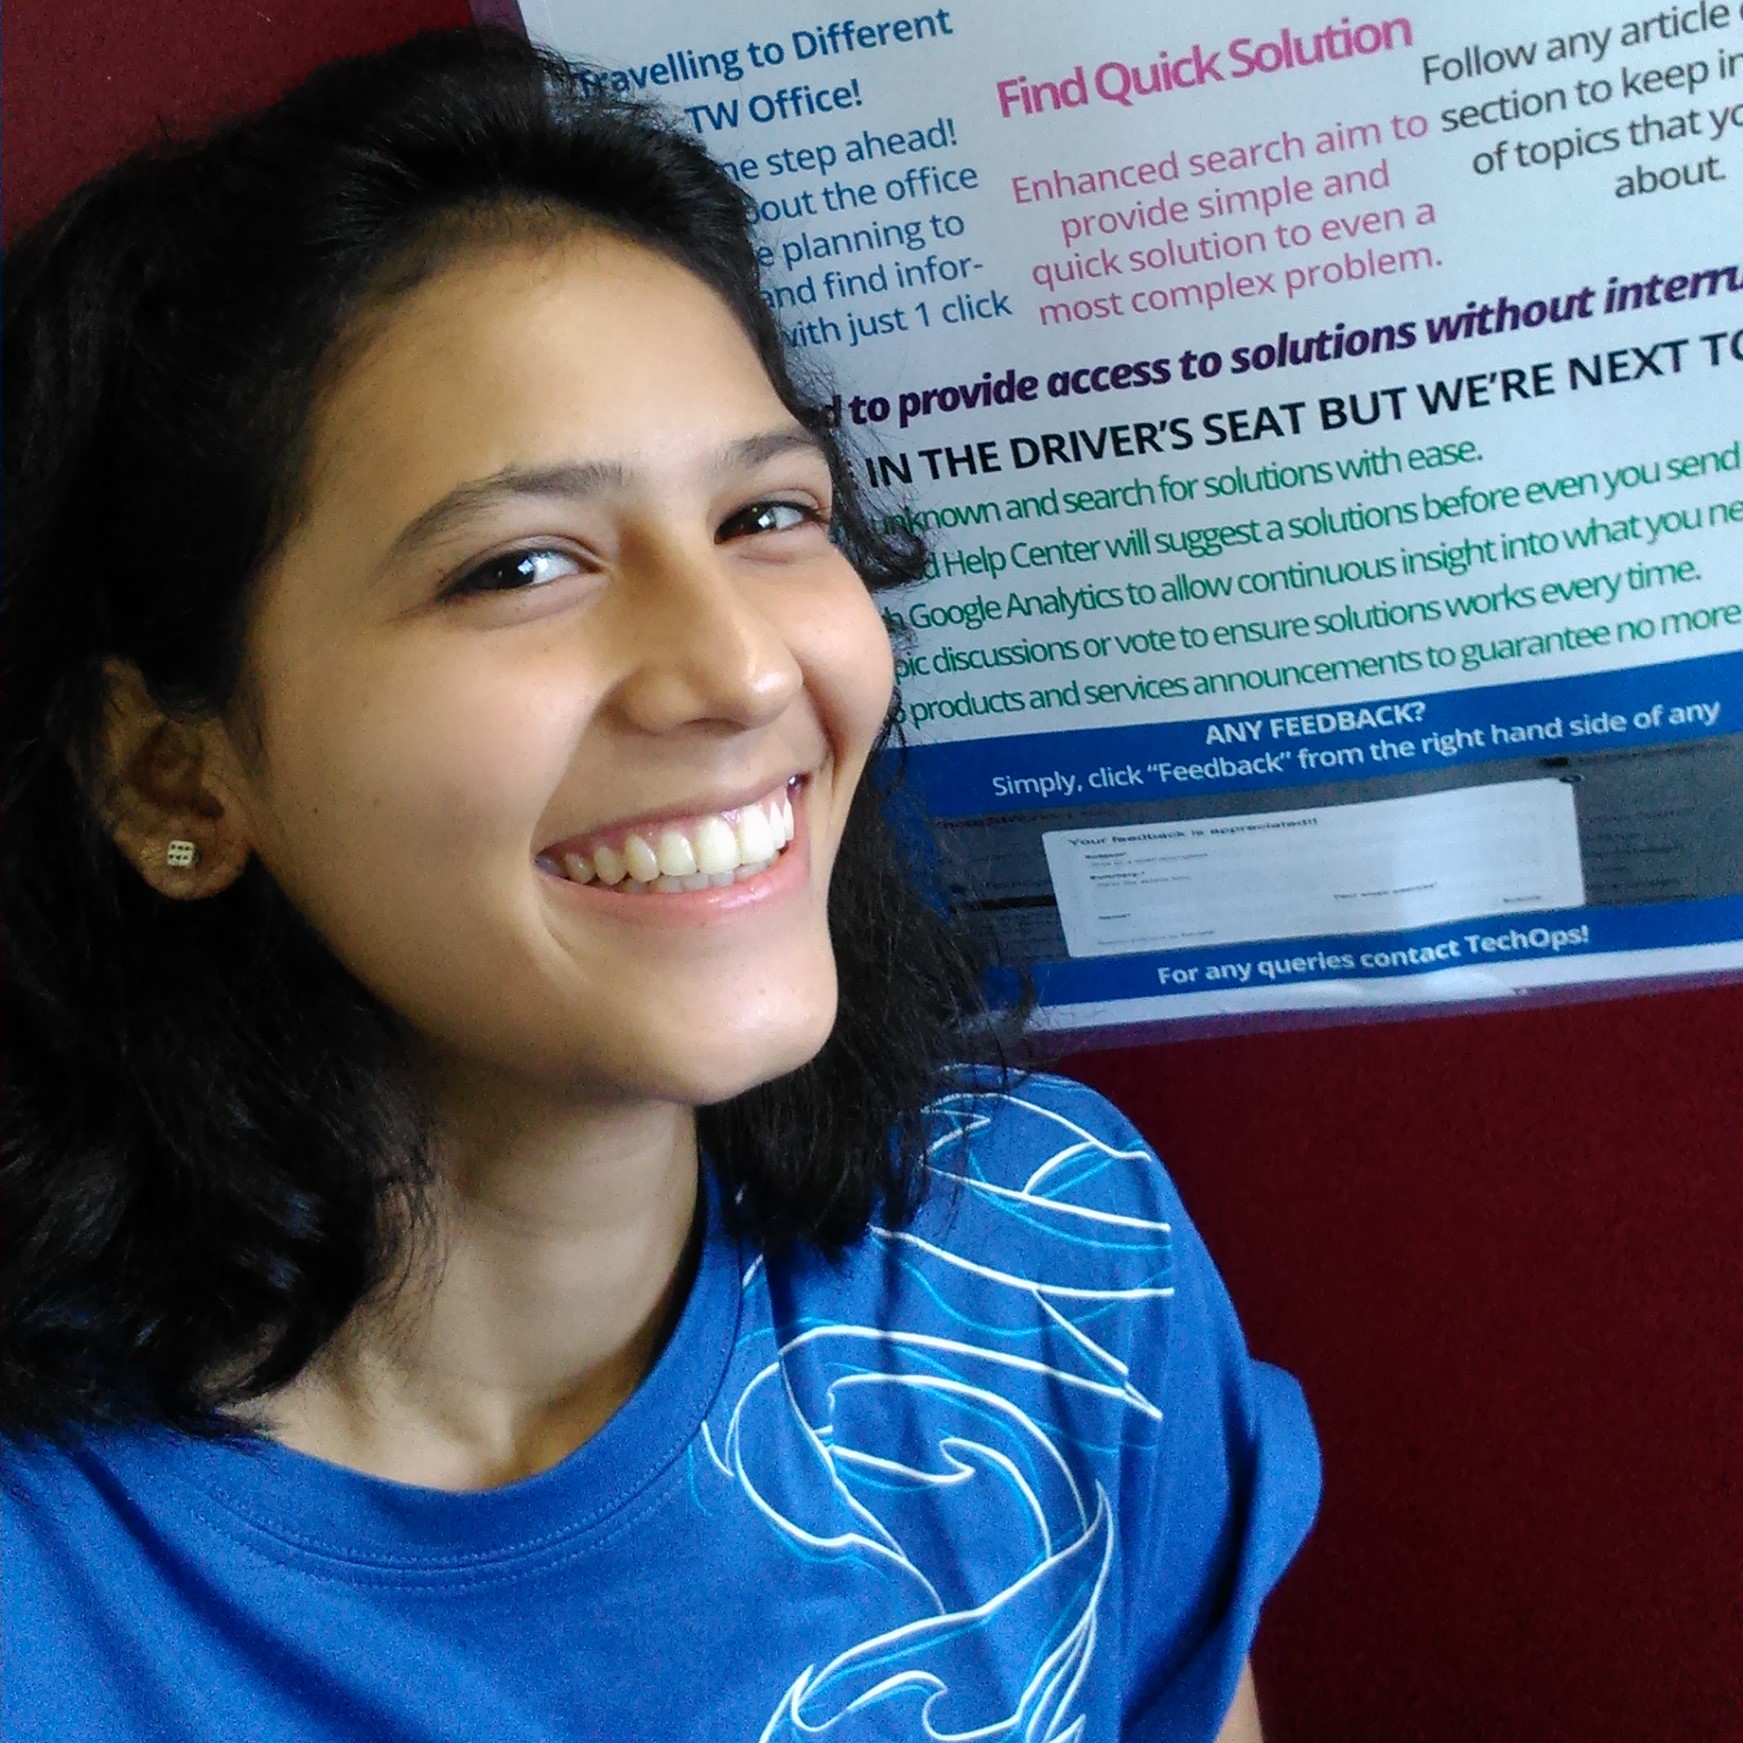 Travelling to Different
TW Office!
step ahead!
the office
planning to
and find infor-
with just 1 click
Find Quick Solution
Enhanced search aim to
provide simple and
quick solution to even a
most complex problem.
Follow any article
section to keep
of topics that
about.
to provide access to solutions without
IN THE DRIVER'S SEAT BUT WE'RE NEXT TO
unknown and search for solutions with ease.
Help Center will suggest a solutions before even you send
Google Analytics to allow continuous insight into what you
discussions or vote to ensure solutions works every time.
products and services announcements to guarantee no more
ANY FEEDBACK?
Simply, click "Feedback" from the right hand side of any
Your feedback is appreciated!!!
For any queries contact TechOps!